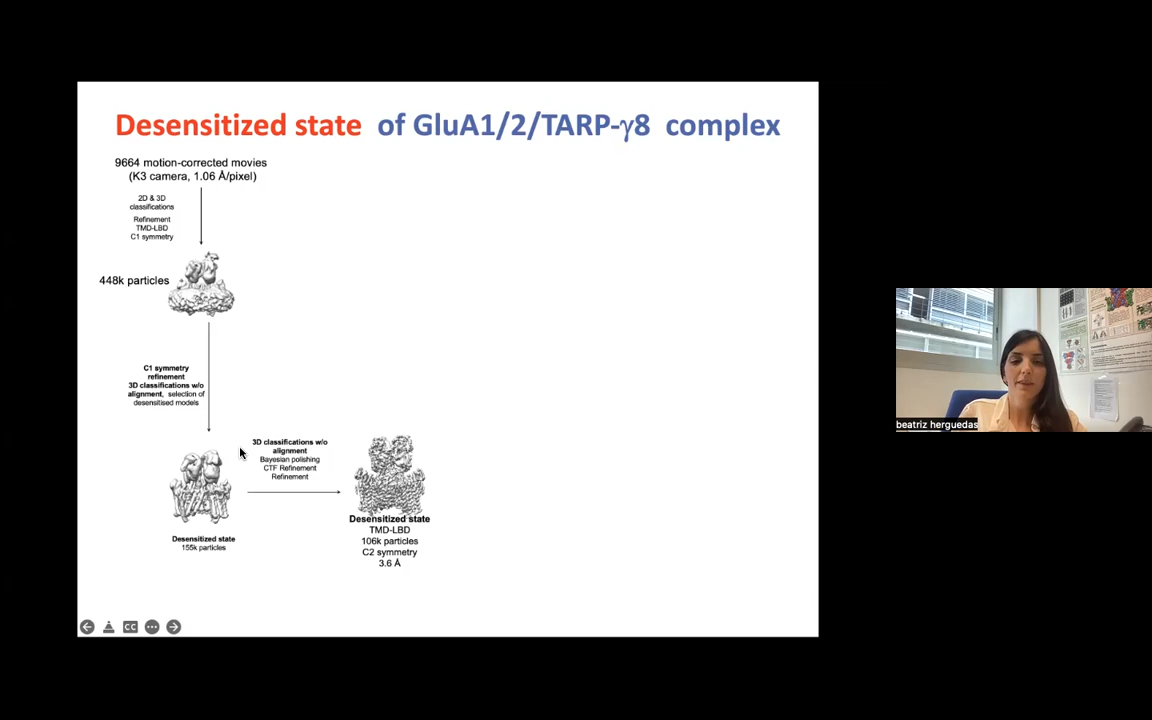 Desensitized state of GluA1/2/TARP-γ8 complex
9664 motion-corrected movies
(K3 camera, 1.06 Å/pixel)
2D & 3D
classifications
Refinement
TMD-LBD
C1 symmetry
448k particles
C1 symmetry
refinement
3D classifications w/o
alignment, selection of
desensitised models
Desensitized state
155k particles
3D classifications w/o
alignment
Bayesian polishing
CTF Refinement
Refinement
Desensitized state
TMD-LBD
106k particles
C2 symmetry
3.6 Å
CC
beatriz herguedas